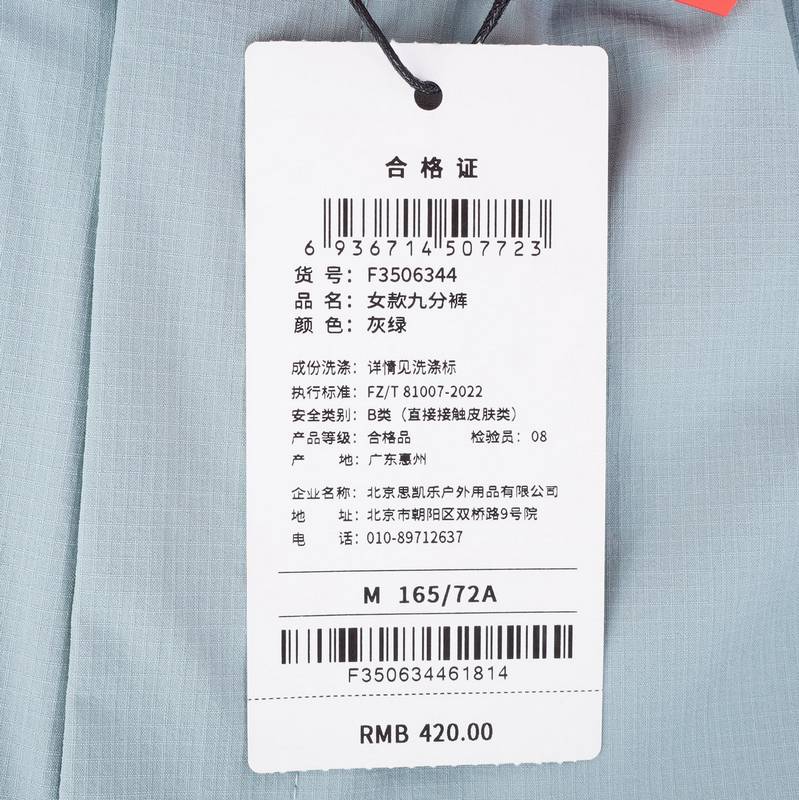 合格证
6 936714 507723
货 号： F3506344
品 名： 女款九分裤
颜 色： 灰绿
成份洗涤： 详情见洗涤标
执行标准： FZ/T 81007-2022
安全类别： B类（直接接触皮肤类）
产品等级： 合格品 检验员： 08
产 地： 广东惠州
企业名称： 北京思凯乐户外用品有限公司
地 址： 北京市朝阳区双桥路9号院
电 话： 010-89712637
M 165/72A
F350634461814
RMB 420.00